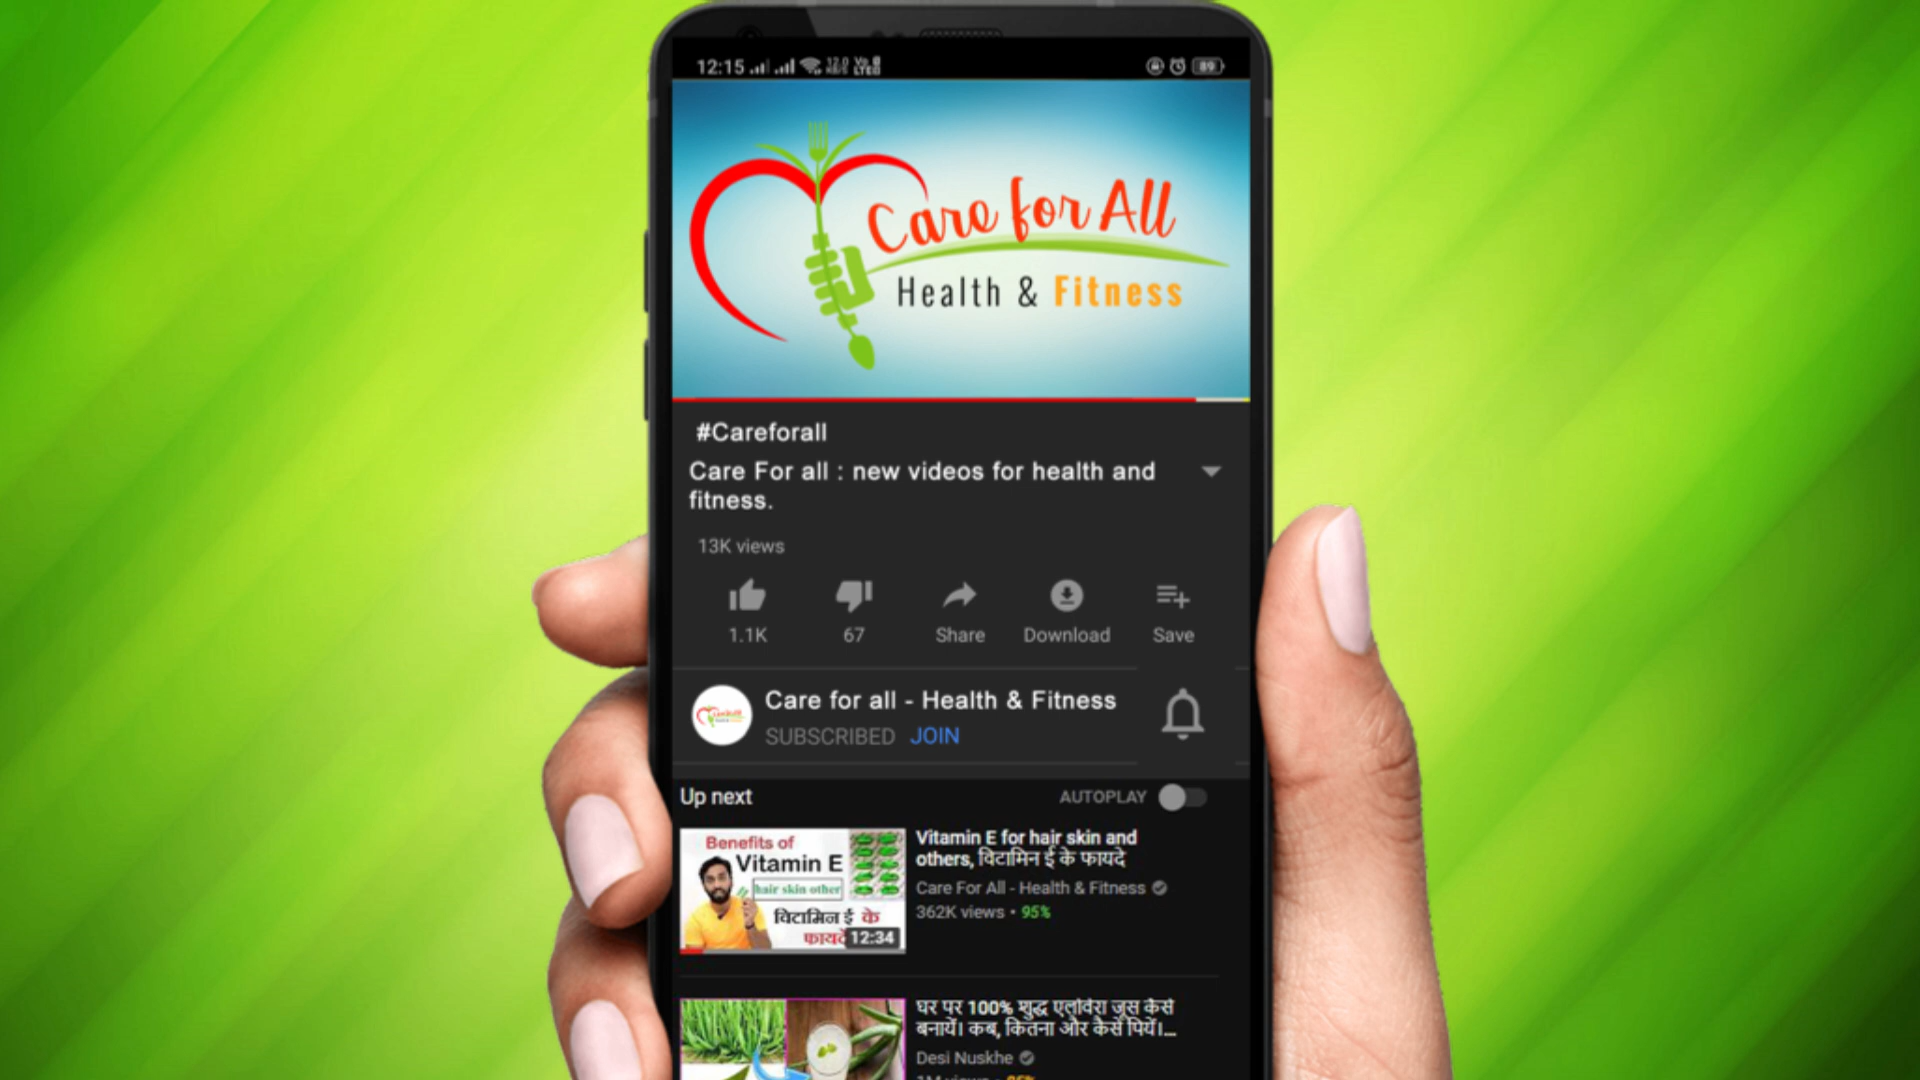 12:15
89
Care for All
Health & Fitness
#Careforall
Care For all : new videos for health and
fitness.
13K views
1.1K
67
Share
Download
Save
Care for all - Health & Fitness
SUBSCRIBED JOIN
Up next
AUTOPLAY
Benefits of
Vitamin E
hair skin other
विटामिन ई के
12:34
Vitamin E for hair skin and
others, विटामिन ई के फायदे
Care For All - Health & Fitness
362K views • 95%
घर पर 100% शुद्ध एलोवेरा जूस कैसे
बनायें। कब, कितना और कैसे पियें।...
Desi Nuskhe